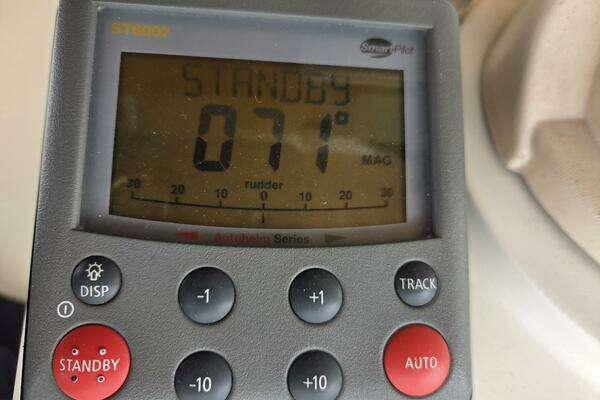 ST6002
SmartPilot
STANDBY
071°
MAG
rudder
30 20 10 0 10 20 30
Autohelm Series
DISP -1 +1 TRACK
STANDBY -10 +10 AUTO